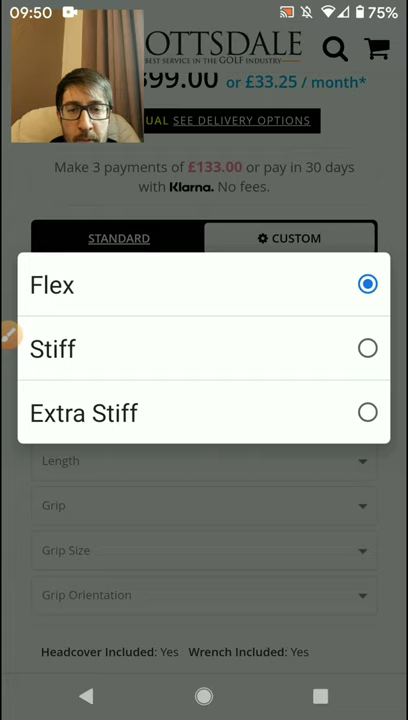 09:50
75%
OTTSDALE
BEST SERVICE IN THE GOLF INDUSTRY
399.00 or £33.25 / month*
UAL SEE DELIVERY OPTIONS
Make 3 payments of £133.00 or pay in 30 days
with Klarna. No fees.
STANDARD
CUSTOM
Flex
Stiff
Extra Stiff
Length
Grip
Grip Size
Grip Orientation
Headcover Included: Yes Wrench Included: Yes